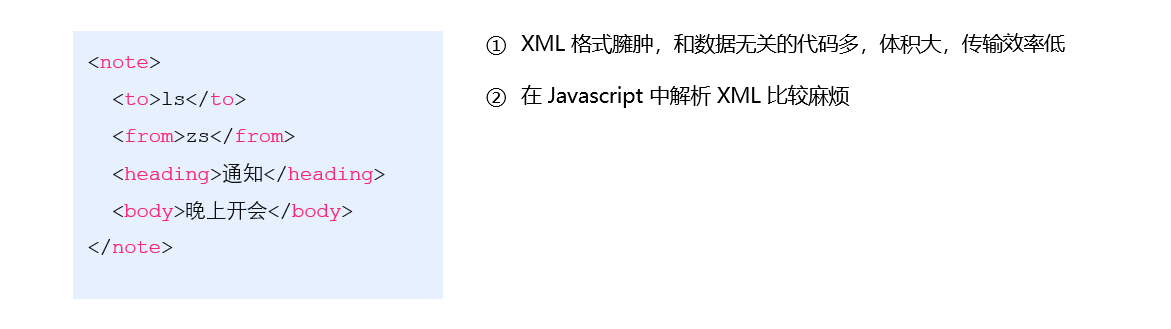 <note>
<to>ls</to>
<from>zs</from>
<heading>通知</heading>
<body>晚上开会</body>
</note>
① XML 格式臃肿，和数据无关的代码多，体积大，传输效率低
② 在 Javascript 中解析 XML 比较麻烦